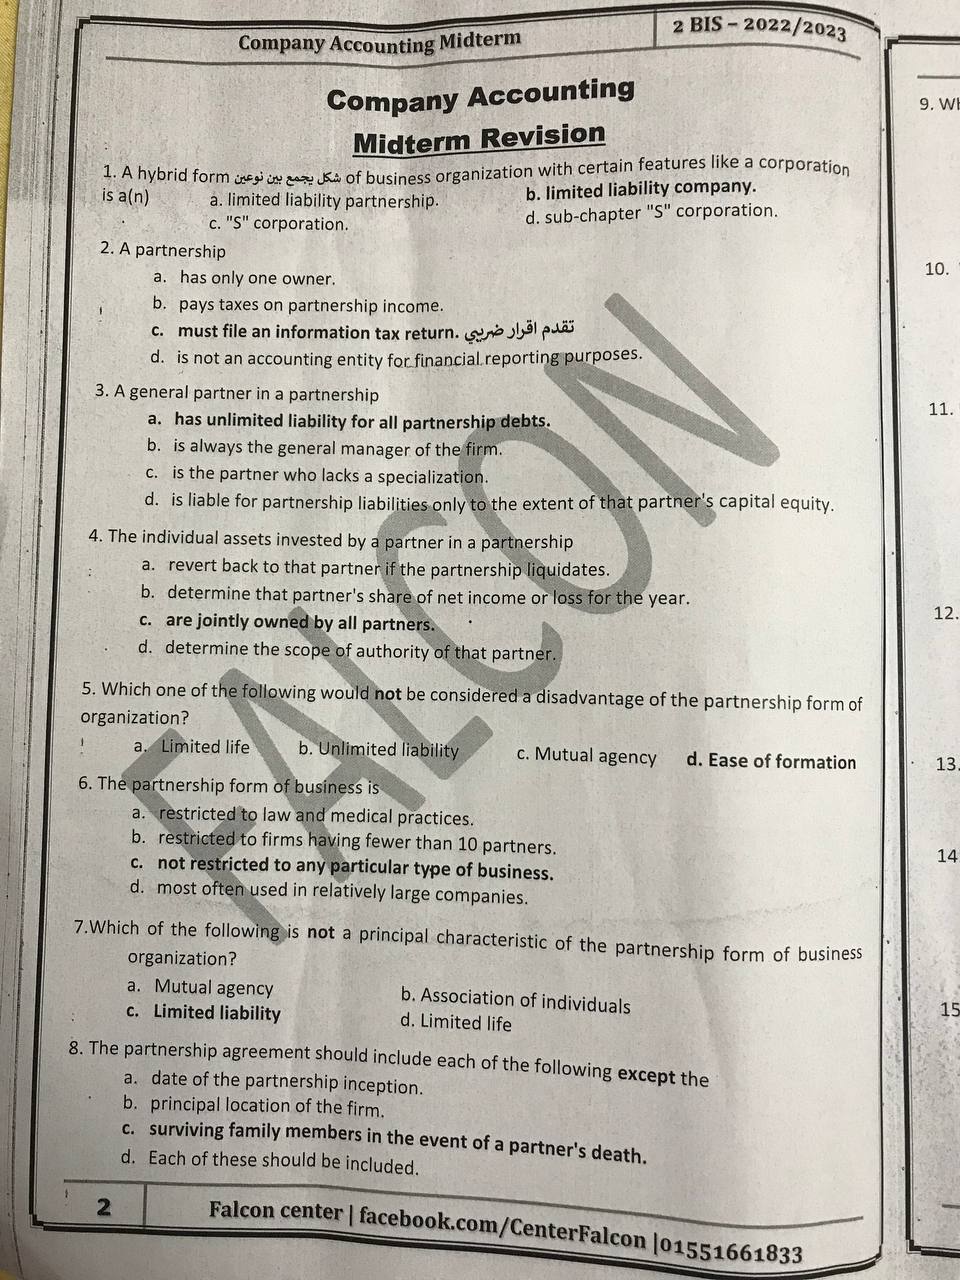 Company Accounting Midterm
2 BIS – 2022/2023
Company Accounting
Midterm Revision
1. A hybrid form شكل يجمع بين نوعين of business organization with certain features like a corporation
is a(n) a. limited liability partnership. b. limited liability company.
c. "S" corporation. d. sub-chapter "S" corporation.
2. A partnership
a. has only one owner.
b. pays taxes on partnership income.
c. must file an information tax return. تقدم اقرار ضريبي
d. is not an accounting entity for financial reporting purposes.
3. A general partner in a partnership
a. has unlimited liability for all partnership debts.
b. is always the general manager of the firm.
c. is the partner who lacks a specialization.
d. is liable for partnership liabilities only to the extent of that partner's capital equity.
4. The individual assets invested by a partner in a partnership
a. revert back to that partner if the partnership liquidates.
b. determine that partner's share of net income or loss for the year.
c. are jointly owned by all partners.
d. determine the scope of authority of that partner.
5. Which one of the following would not be considered a disadvantage of the partnership form of
organization?
a. Limited life b. Unlimited liability c. Mutual agency d. Ease of formation
6. The partnership form of business is
a. restricted to law and medical practices.
b. restricted to firms having fewer than 10 partners.
c. not restricted to any particular type of business.
d. most often used in relatively large companies.
7.Which of the following is not a principal characteristic of the partnership form of business
organization?
a. Mutual agency b. Association of individuals
c. Limited liability d. Limited life
8. The partnership agreement should include each of the following except the
a. date of the partnership inception.
b. principal location of the firm.
c. surviving family members in the event of a partner's death.
d. Each of these should be included.
2 Falcon center | facebook.com/CenterFalcon |01551661833
FALCON
9. Wh
10.
11.
12.
13.
14
15